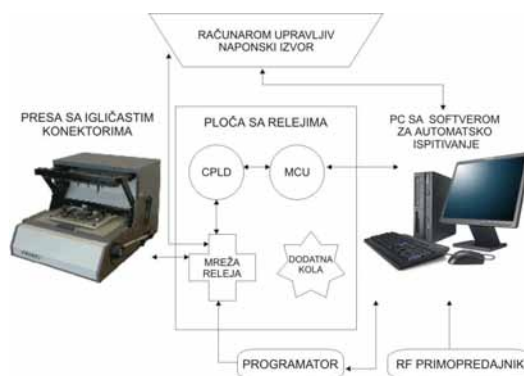 RAČUNAROM UPRAVLJIV
NAPONSKI IZVOR
PRESA SA IGLIČASTIM
KONEKTORIMA
PLOČA SA RELEJIMA
PC SA SOFTVEROM
ZA AUTOMATSKO
ISPITIVANJE
CPLD
MCU
MREŽA
RELEJA
DODATNA
KOLA
PROGRAMATOR
RF PRIMOPREDAJNIK